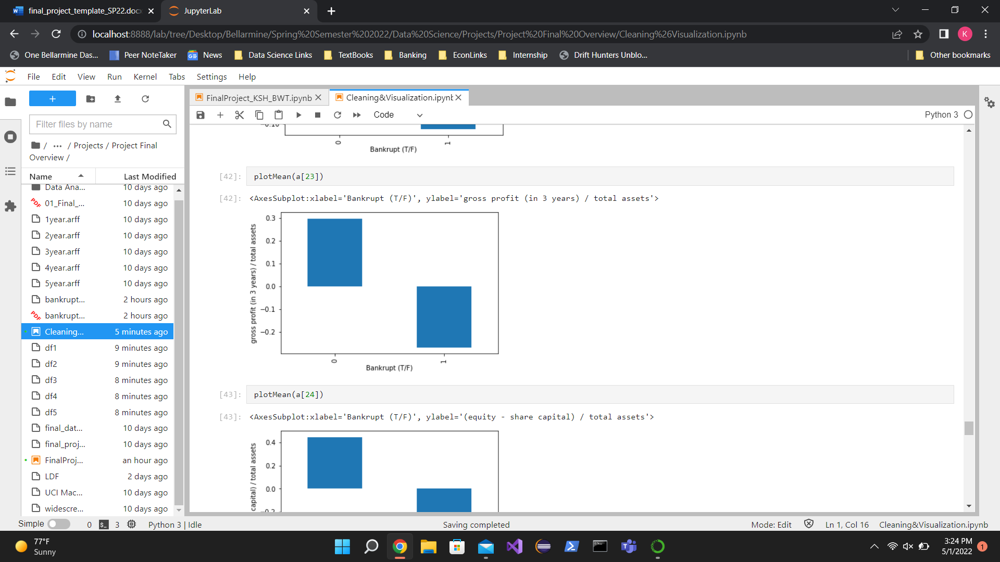 final_project_template_SP22.docx
JupyterLab
localhost:8888/lab/tree/Desktop/Bellarmine/Spring%20Semester%202022/Data%20Science/Projects/Project%20Final%20Overview/Cleaning%26Visualization.ipynb
K
One Bellarmine Das...
Peer NoteTaker
News
Data Science Links
TextBooks
Banking
EconLinks
Internship
Drift Hunters Unblo...
Other bookmarks
File Edit View Run Kernel Tabs Settings Help
FinalProject_KSH_BWT.ipynb
Cleaning&Visualization.ipynb
Code
Python 3
Filter files by name
/ ... / Projects / Project Final
Overview /
Name Last Modified
Data Ana... 10 days ago
01_Final_... 10 days ago
1year.arff 10 days ago
2year.arff 10 days ago
3year.arff 10 days ago
4year.arff 10 days ago
5year.arff 10 days ago
bankrupt... 2 hours ago
bankrupt... 2 hours ago
Cleaning... 5 minutes ago
df1 9 minutes ago
df2 9 minutes ago
df3 8 minutes ago
df4 8 minutes ago
df5 8 minutes ago
final_dat... 10 days ago
final_proj... 10 days ago
FinalProj... an hour ago
LDF 2 days ago
UCI Mac... 10 days ago
widescre... 10 days ago
−0.10
0 1
Bankrupt (T/F)
[42]: plotMean(a[23])
[42]: <AxesSubplot:xlabel='Bankrupt (T/F)', ylabel='gross profit (in 3 years) / total assets'>
gross profit (in 3 years) / total assets
0.3
0.2
0.1
0.0
−0.1
−0.2
0 1
Bankrupt (T/F)
[43]: plotMean(a[24])
[43]: <AxesSubplot:xlabel='Bankrupt (T/F)', ylabel='(equity - share capital) / total assets'>
capital) / total assets
0.4
0.2
0.0
−0.2
Simple 0 3 Python 3 | Idle
Saving completed
Mode: Edit Ln 1, Col 16 Cleaning&Visualization.ipynb
77°F
Sunny
3:24 PM
5/1/2022
1